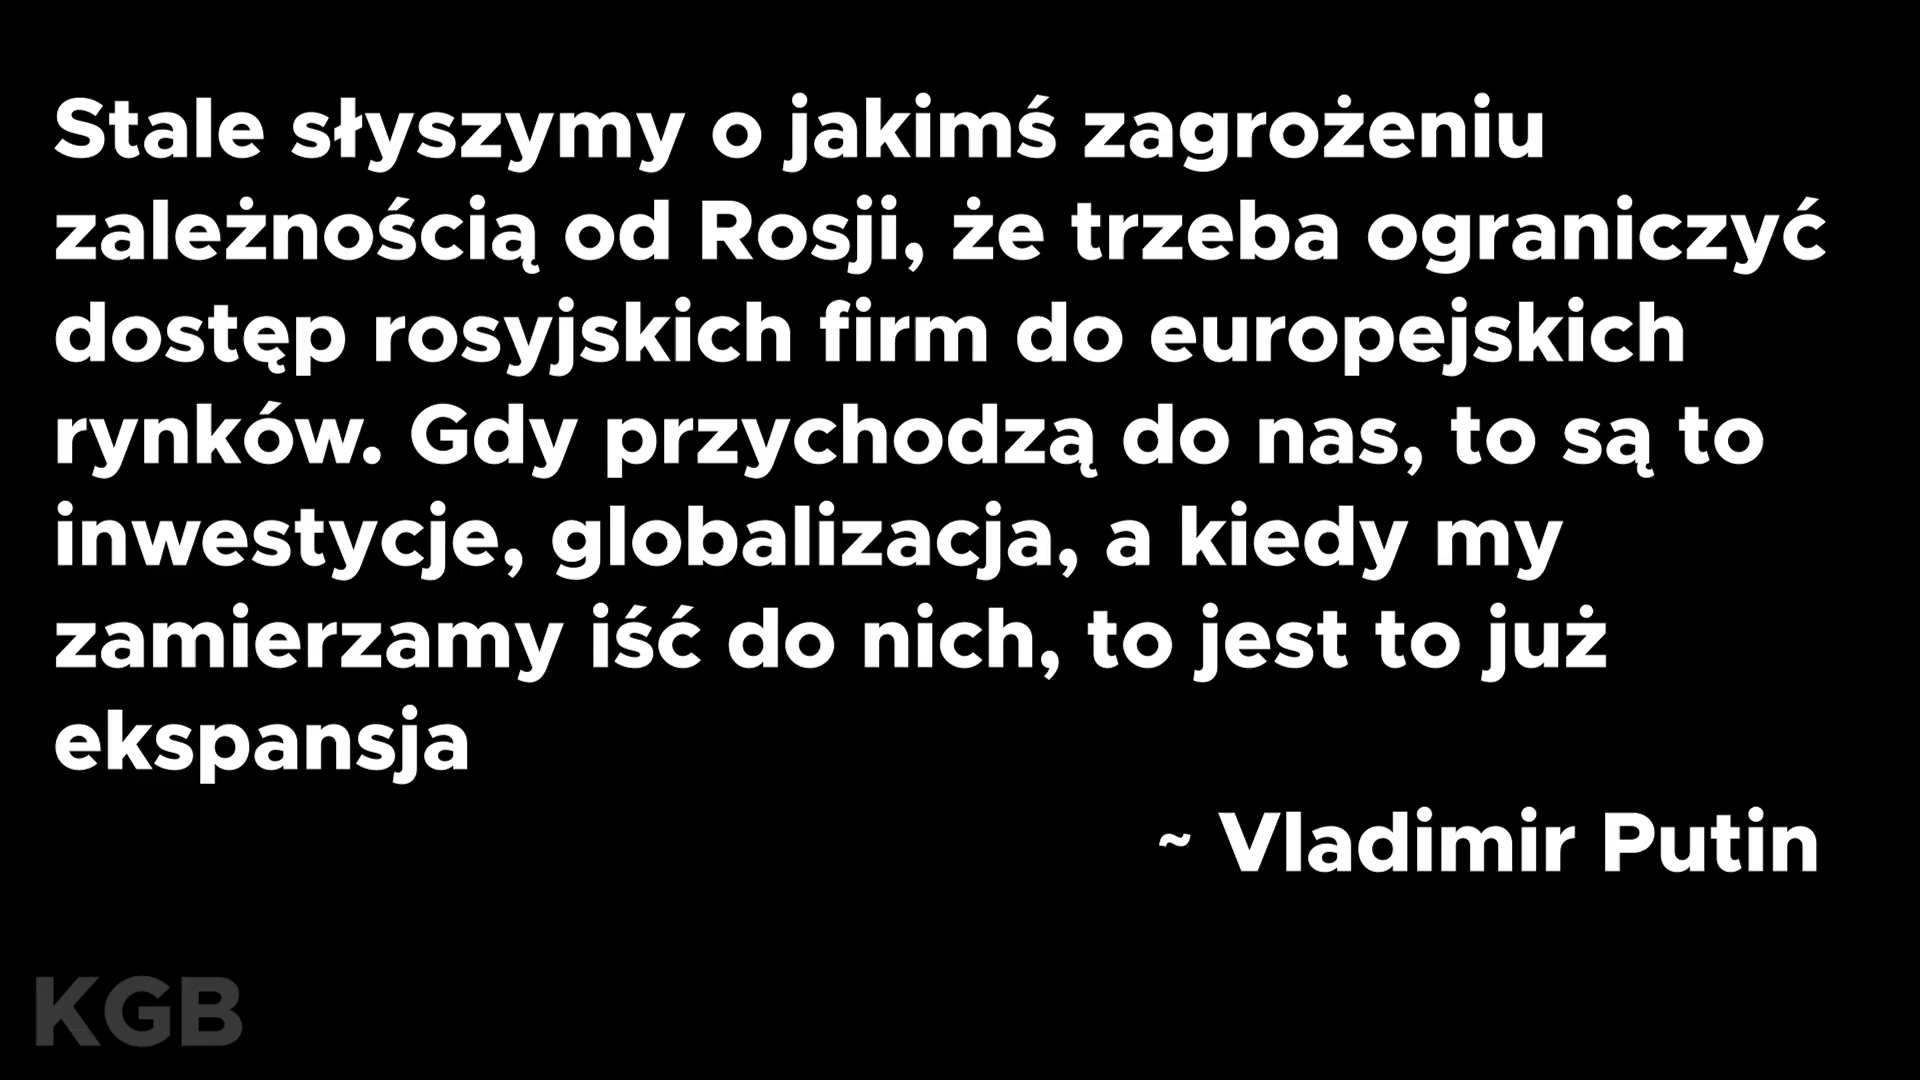 Stale słyszymy o jakimś zagrożeniu
zależnością od Rosji, że trzeba ograniczyć
dostęp rosyjskich firm do europejskich
rynków. Gdy przychodzą do nas, to są to
inwestycje, globalizacja, a kiedy my
zamierzamy iść do nich, to jest to już
ekspansja
~ Vladimir Putin
KGB